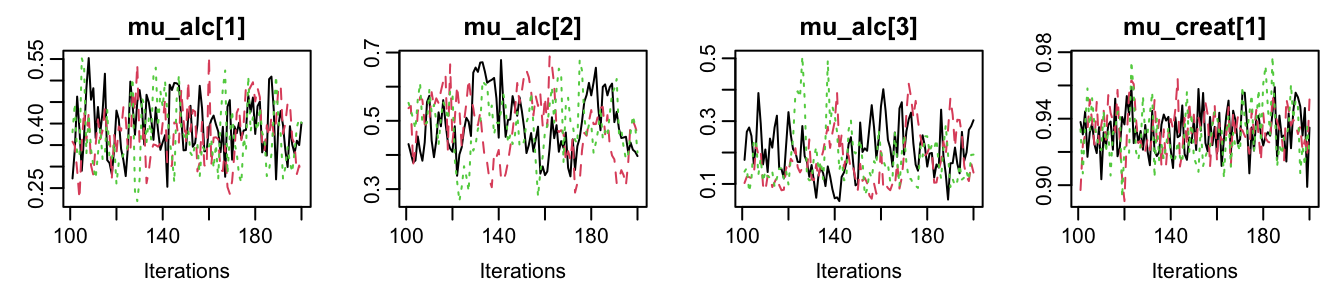 mu_alc[1]
0.25 0.40 0.55
100 140 180
Iterations
mu_alc[2]
0.3 0.5 0.7
100 140 180
Iterations
mu_alc[3]
0.1 0.3 0.5
100 140 180
Iterations
mu_creat[1]
0.90 0.94 0.98
100 140 180
Iterations